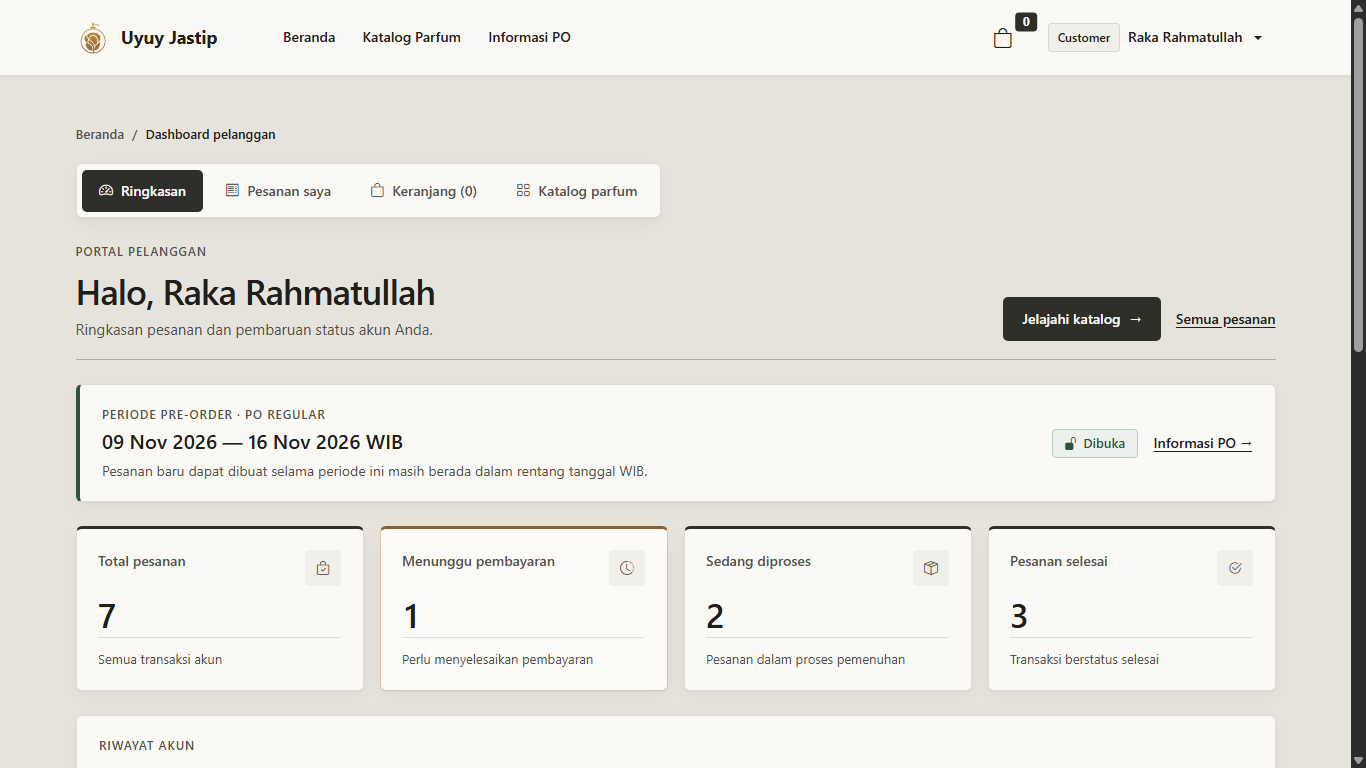 Uyuy Jastip
Beranda
Katalog Parfum
Informasi PO
0
Customer
Raka Rahmatullah
Beranda / Dashboard pelanggan
Ringkasan
Pesanan saya
Keranjang (0)
Katalog parfum
PORTAL PELANGGAN
Halo, Raka Rahmatullah
Ringkasan pesanan dan pembaruan status akun Anda.
Jelajahi katalog →
Semua pesanan
PERIODE PRE-ORDER · PO REGULAR
09 Nov 2026 — 16 Nov 2026 WIB
Pesanan baru dapat dibuat selama periode ini masih berada dalam rentang tanggal WIB.
Dibuka
Informasi PO →
Total pesanan
7
Semua transaksi akun
Menunggu pembayaran
1
Perlu menyelesaikan pembayaran
Sedang diproses
2
Pesanan dalam proses pemenuhan
Pesanan selesai
3
Transaksi berstatus selesai
RIWAYAT AKUN